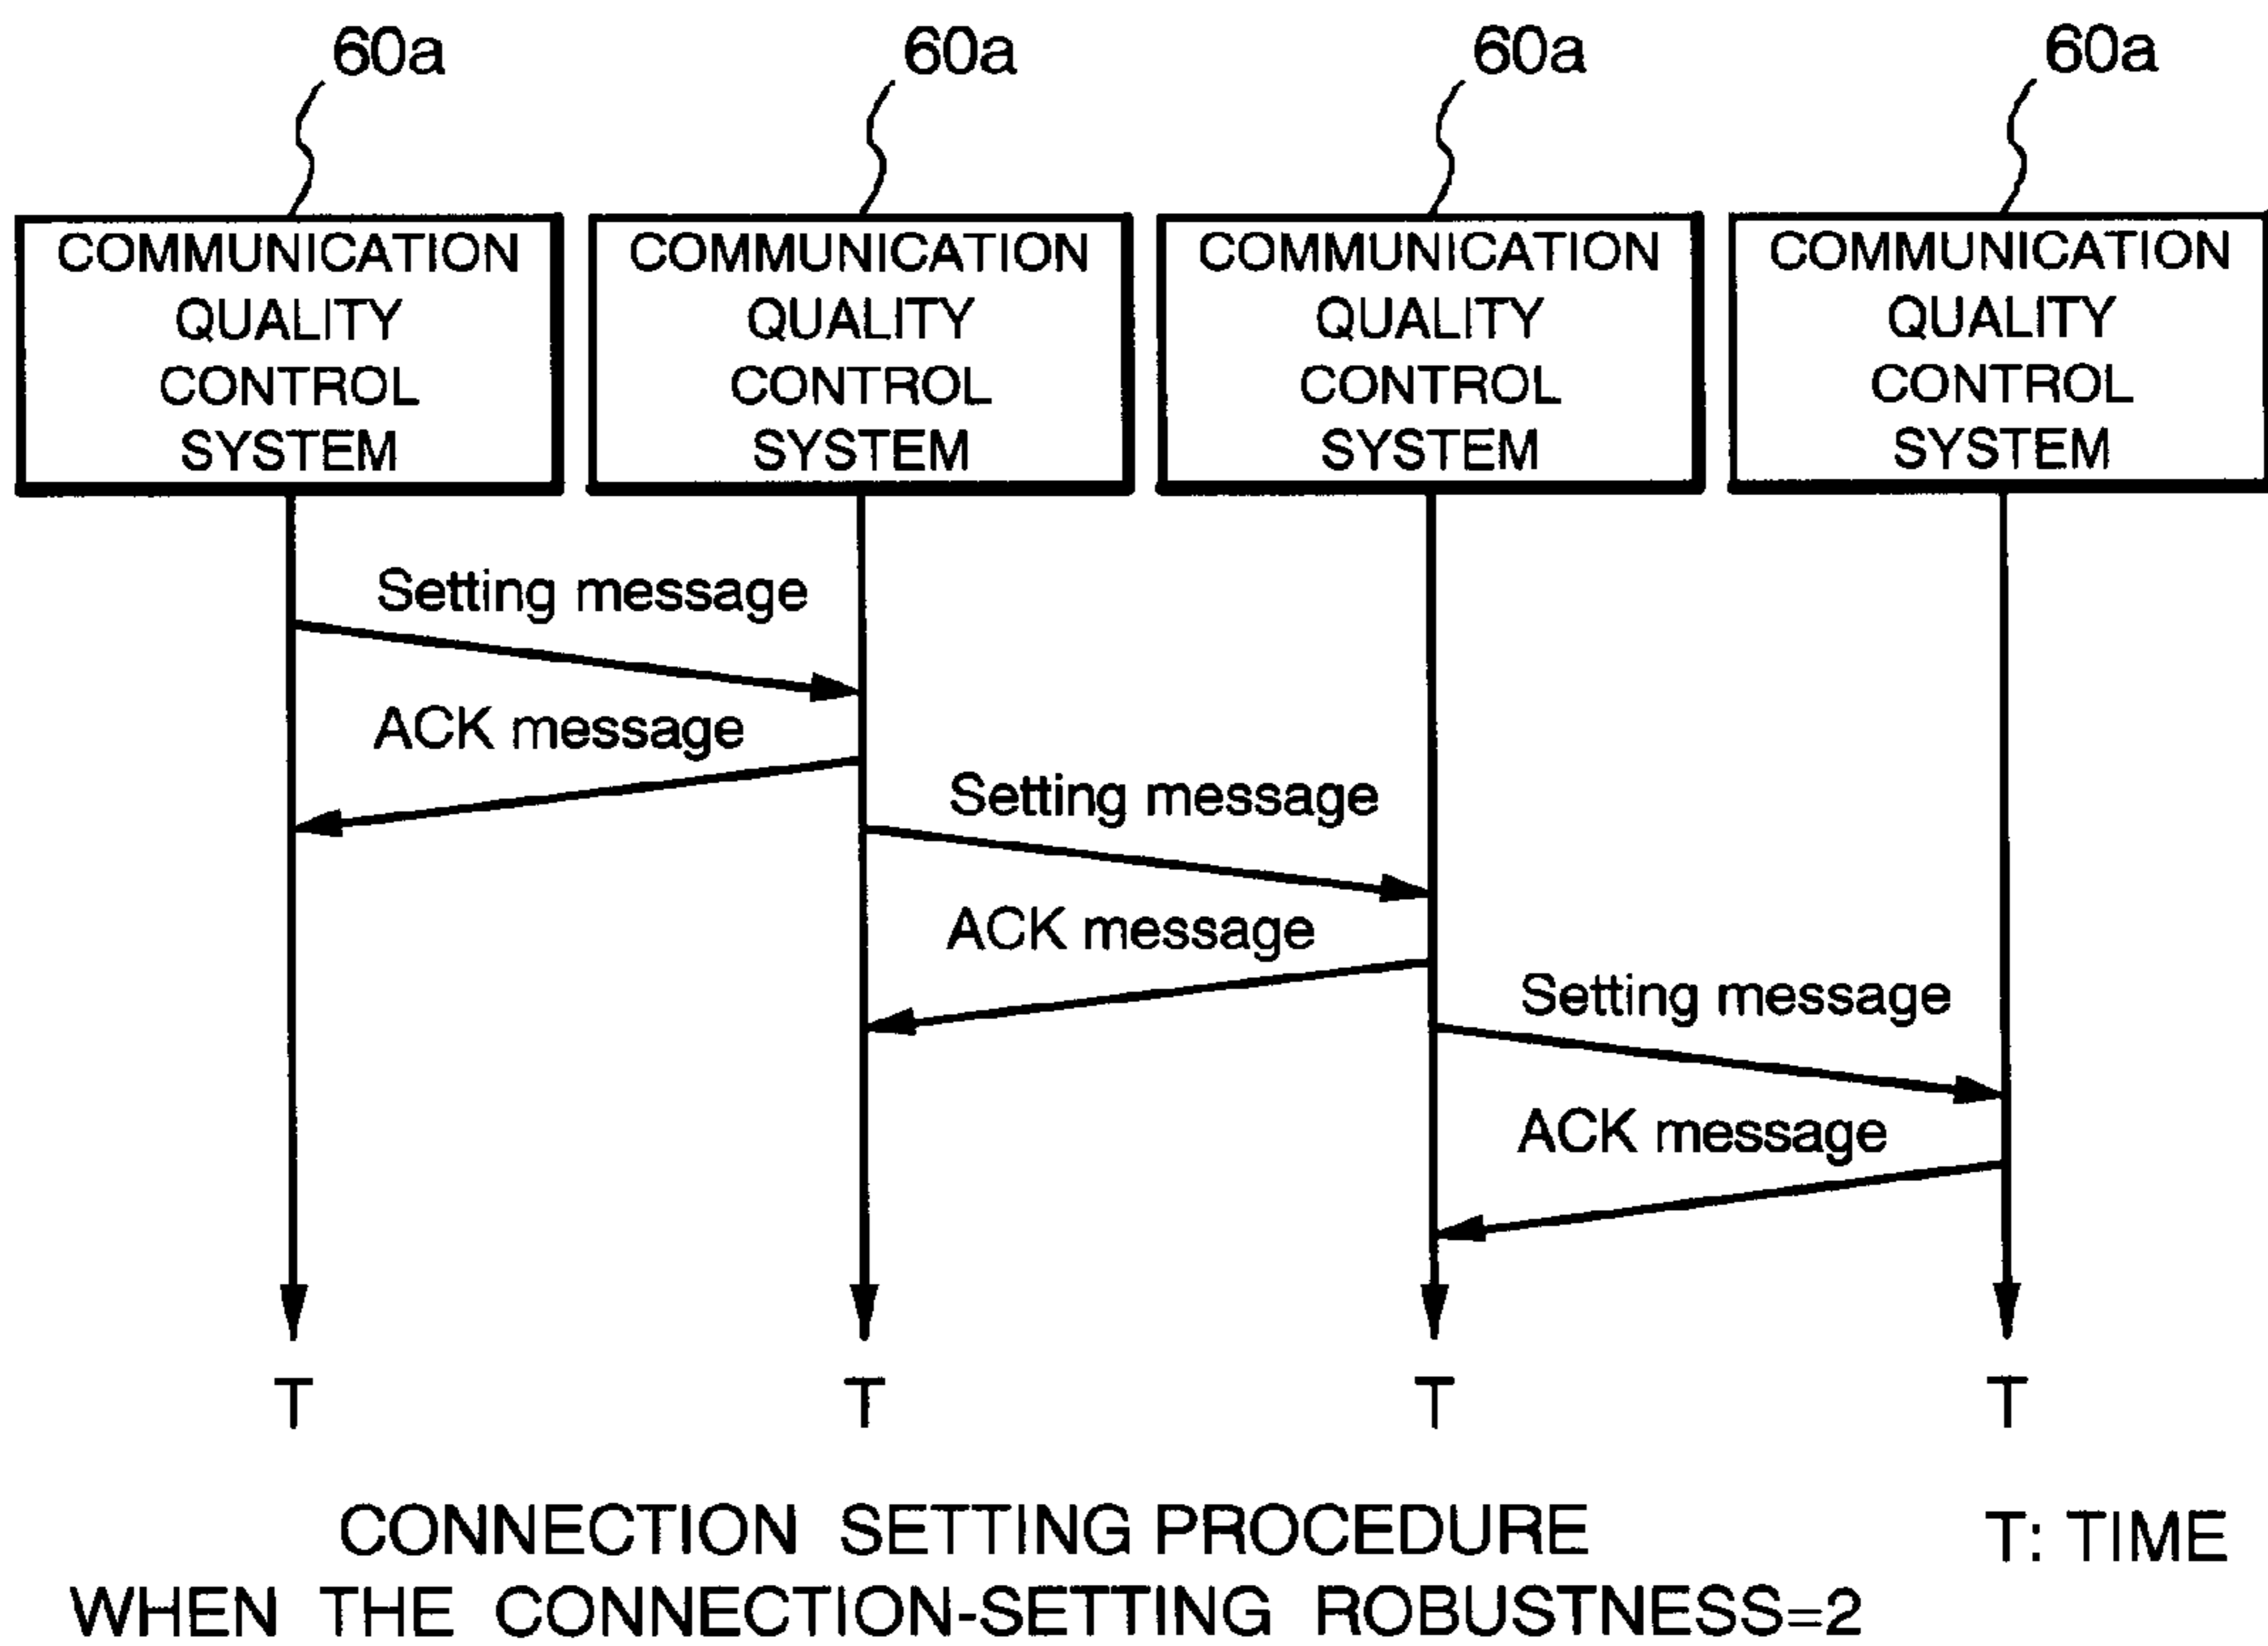 60a 60a 60a 60a
COMMUNICATION
QUALITY
CONTROL
SYSTEM
COMMUNICATION
QUALITY
CONTROL
SYSTEM
COMMUNICATION
QUALITY
CONTROL
SYSTEM
COMMUNICATION
QUALITY
CONTROL
SYSTEM
Setting message
ACK message
Setting message
ACK message
Setting message
ACK message
T T T T
CONNECTION SETTING PROCEDURE
WHEN THE CONNECTION-SETTING ROBUSTNESS=2
T: TIME